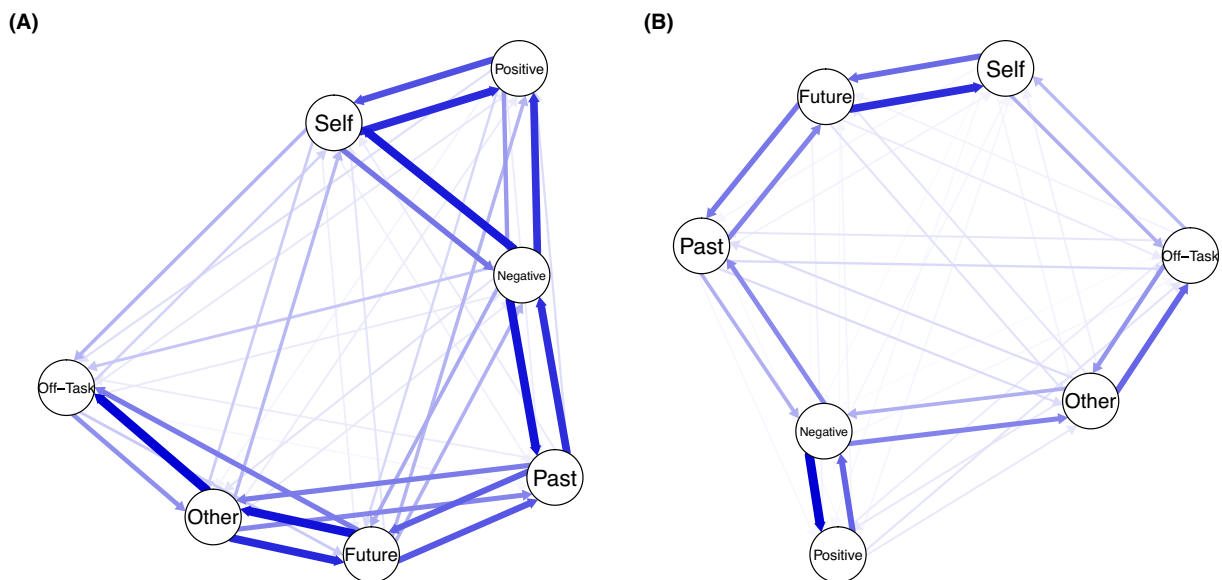 (A)
Positive
Self
Negative
Off-Task
Past
Other
Future
(B)
Self
Future
Past
Off-Task
Other
Negative
Positive